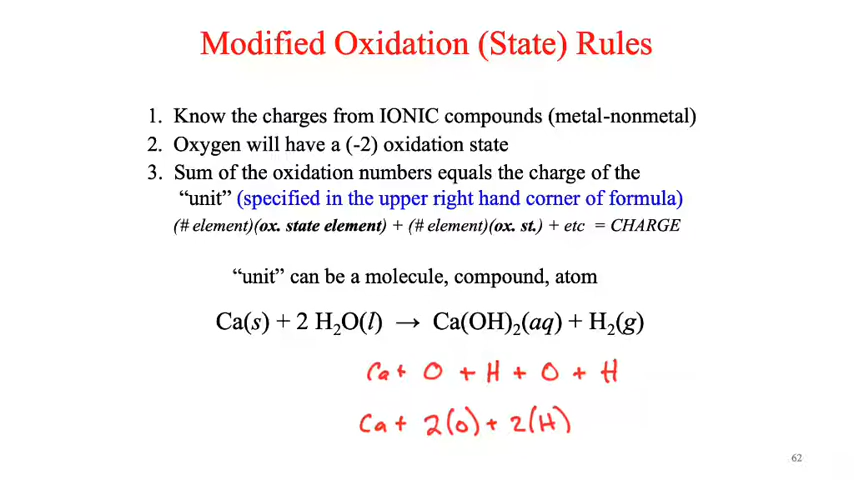 Modified Oxidation (State) Rules
1. Know the charges from IONIC compounds (metal-nonmetal)
2. Oxygen will have a (-2) oxidation state
3. Sum of the oxidation numbers equals the charge of the
“unit” (specified in the upper right hand corner of formula)
(# element)(ox. state element) + (# element)(ox. st.) + etc = CHARGE
“unit” can be a molecule, compound, atom
Ca(s) + 2 H₂O(l) → Ca(OH)₂(aq) + H₂(g)
Ca + O + H + O + H
Ca + 2(O) + 2(H)
62